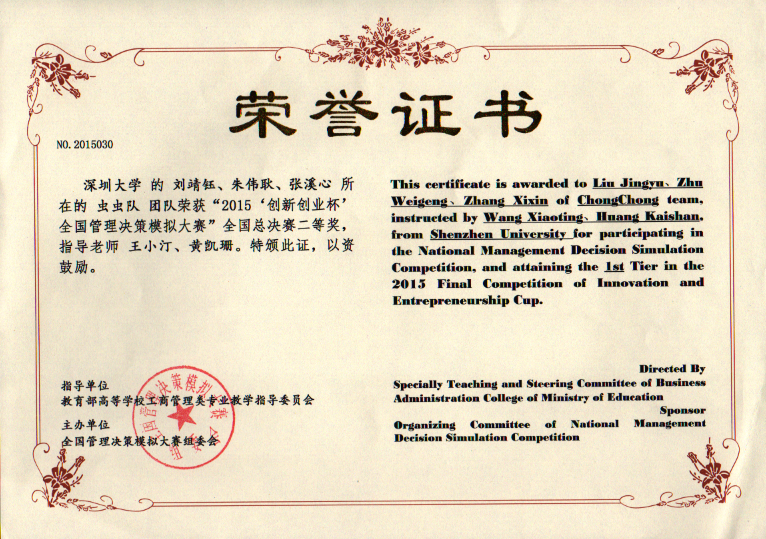 荣誉证书
NO. 2015030
深圳大学 的 刘靖钰、朱伟耿、张溪心 所
在的 虫虫队 团队荣获“2015‘创新创业杯’
全国管理决策模拟大赛”全国总决赛二等奖，
指导老师 王小汀、黄凯珊。特颁此证，以资
鼓励。
This certificate is awarded to Liu Jingyu、Zhu
Weigeng、Zhang Xixin of ChongChong team,
instructed by Wang Xiaoting、Huang Kaishan,
from Shenzhen University for participating in
the National Management Decision Simulation
Competition, and attaining the 1st Tier in the
2015 Final Competition of Innovation and
Entrepreneurship Cup.
指导单位
教育部高等学校工商管理类专业教学指导委员会
主办单位
全国管理决策模拟大赛组委会
Directed By
Specially Teaching and Steering Committee of Business
Administration College of Ministry of Education
Sponsor
Organizing Committee of National Management
Decision Simulation Competition